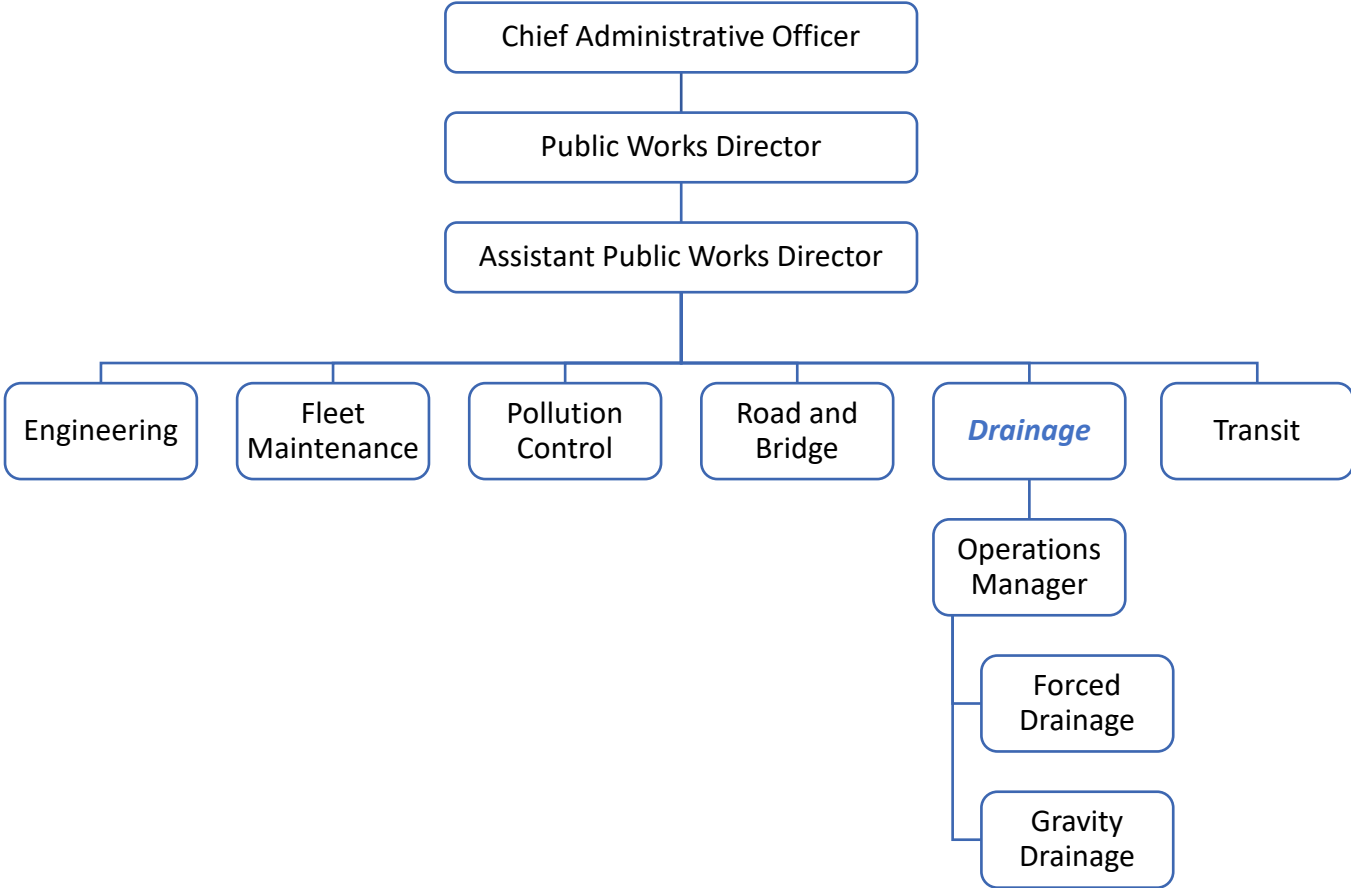 Chief Administrative Officer
Public Works Director
Assistant Public Works Director
Engineering
Fleet
Maintenance
Pollution
Control
Road and
Bridge
Drainage
Transit
Operations
Manager
Forced
Drainage
Gravity
Drainage